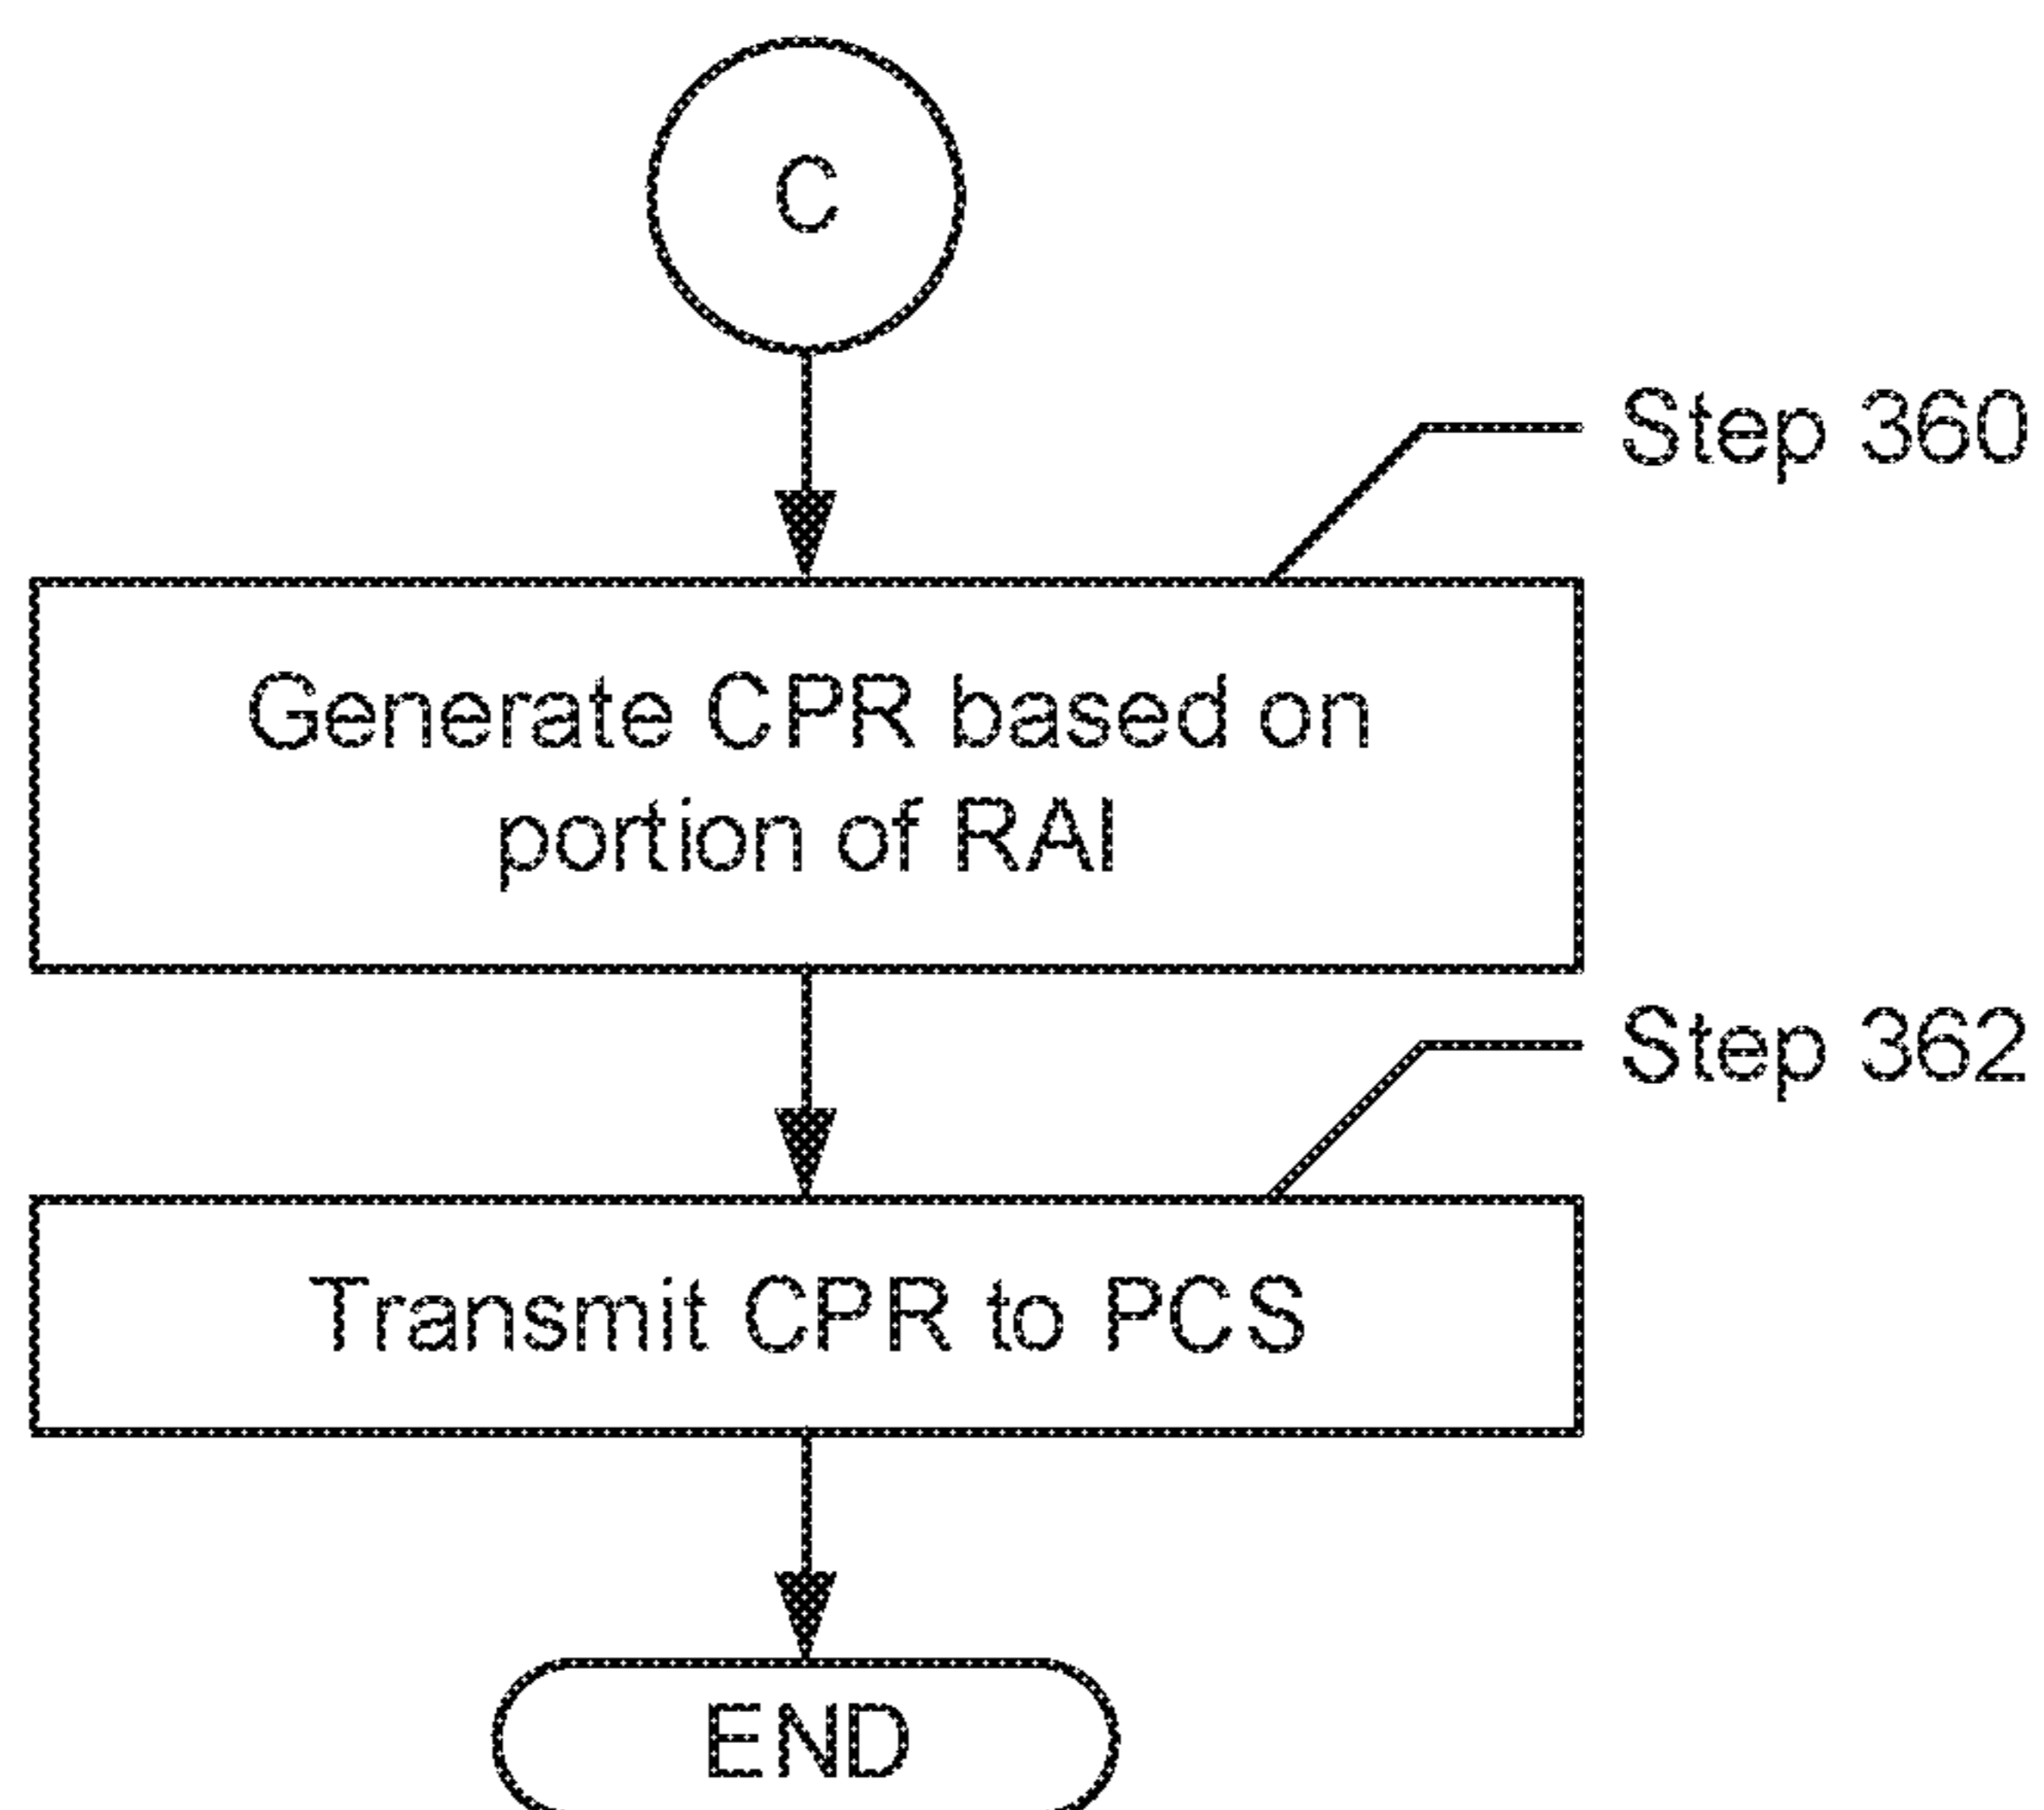 C
Step 360
Generate CPR based on
portion of RAI
Step 362
Transmit CPR to PCS
END